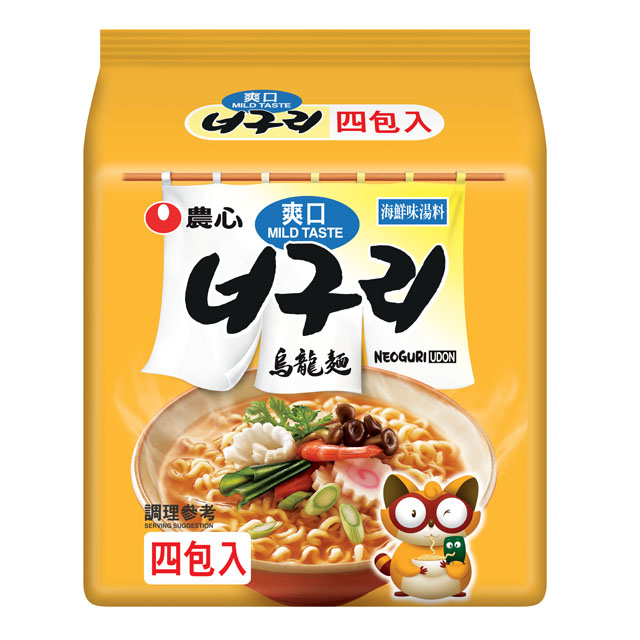 爽口
MILD TASTE
너구리 四包入
農心
爽口
MILD TASTE
海鮮味湯料
너구리
烏龍麵
NEOGURI UDON
調理參考
SERVING SUGGESTION
四包入